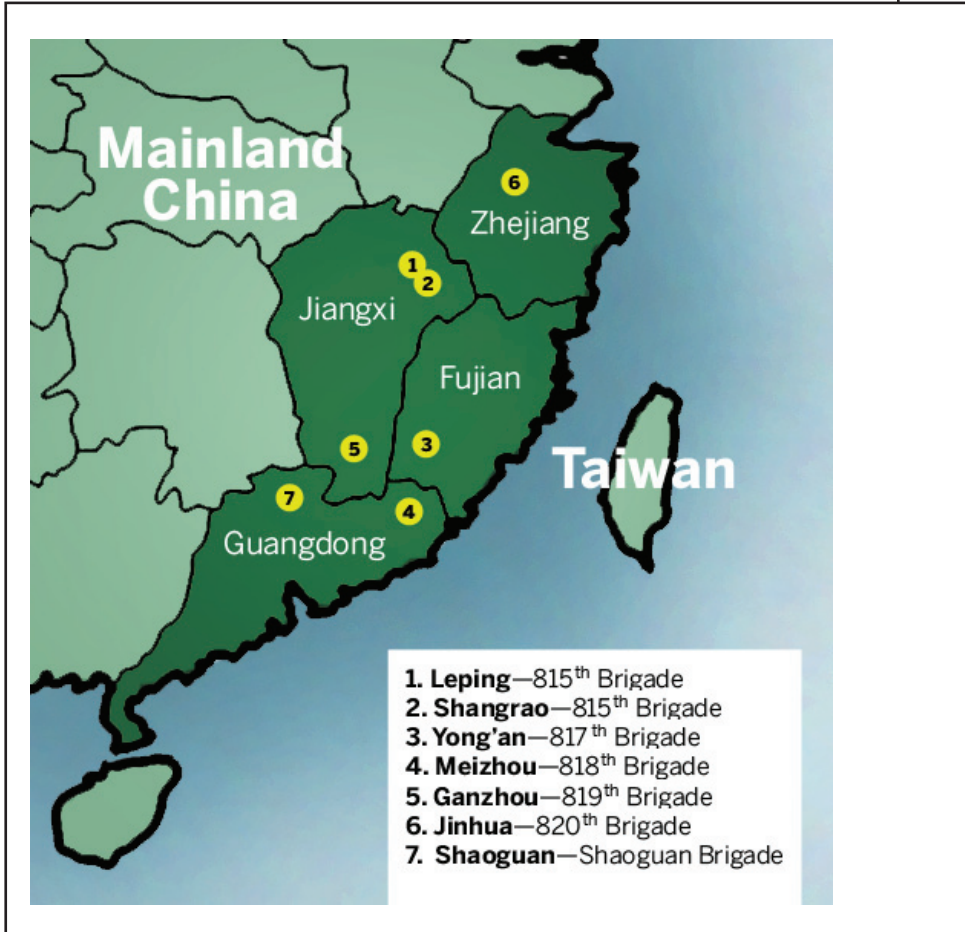 Mainland
China
6
Zhejiang
1
2
Jiangxi
Fujian
3
5
Taiwan
7
4
Guangdong
1. Leping—815th Brigade
2. Shangrao—815th Brigade
3. Yong'an—817th Brigade
4. Meizhou—818th Brigade
5. Ganzhou—819th Brigade
6. Jinhua—820th Brigade
7. Shaoguan—Shaoguan Brigade